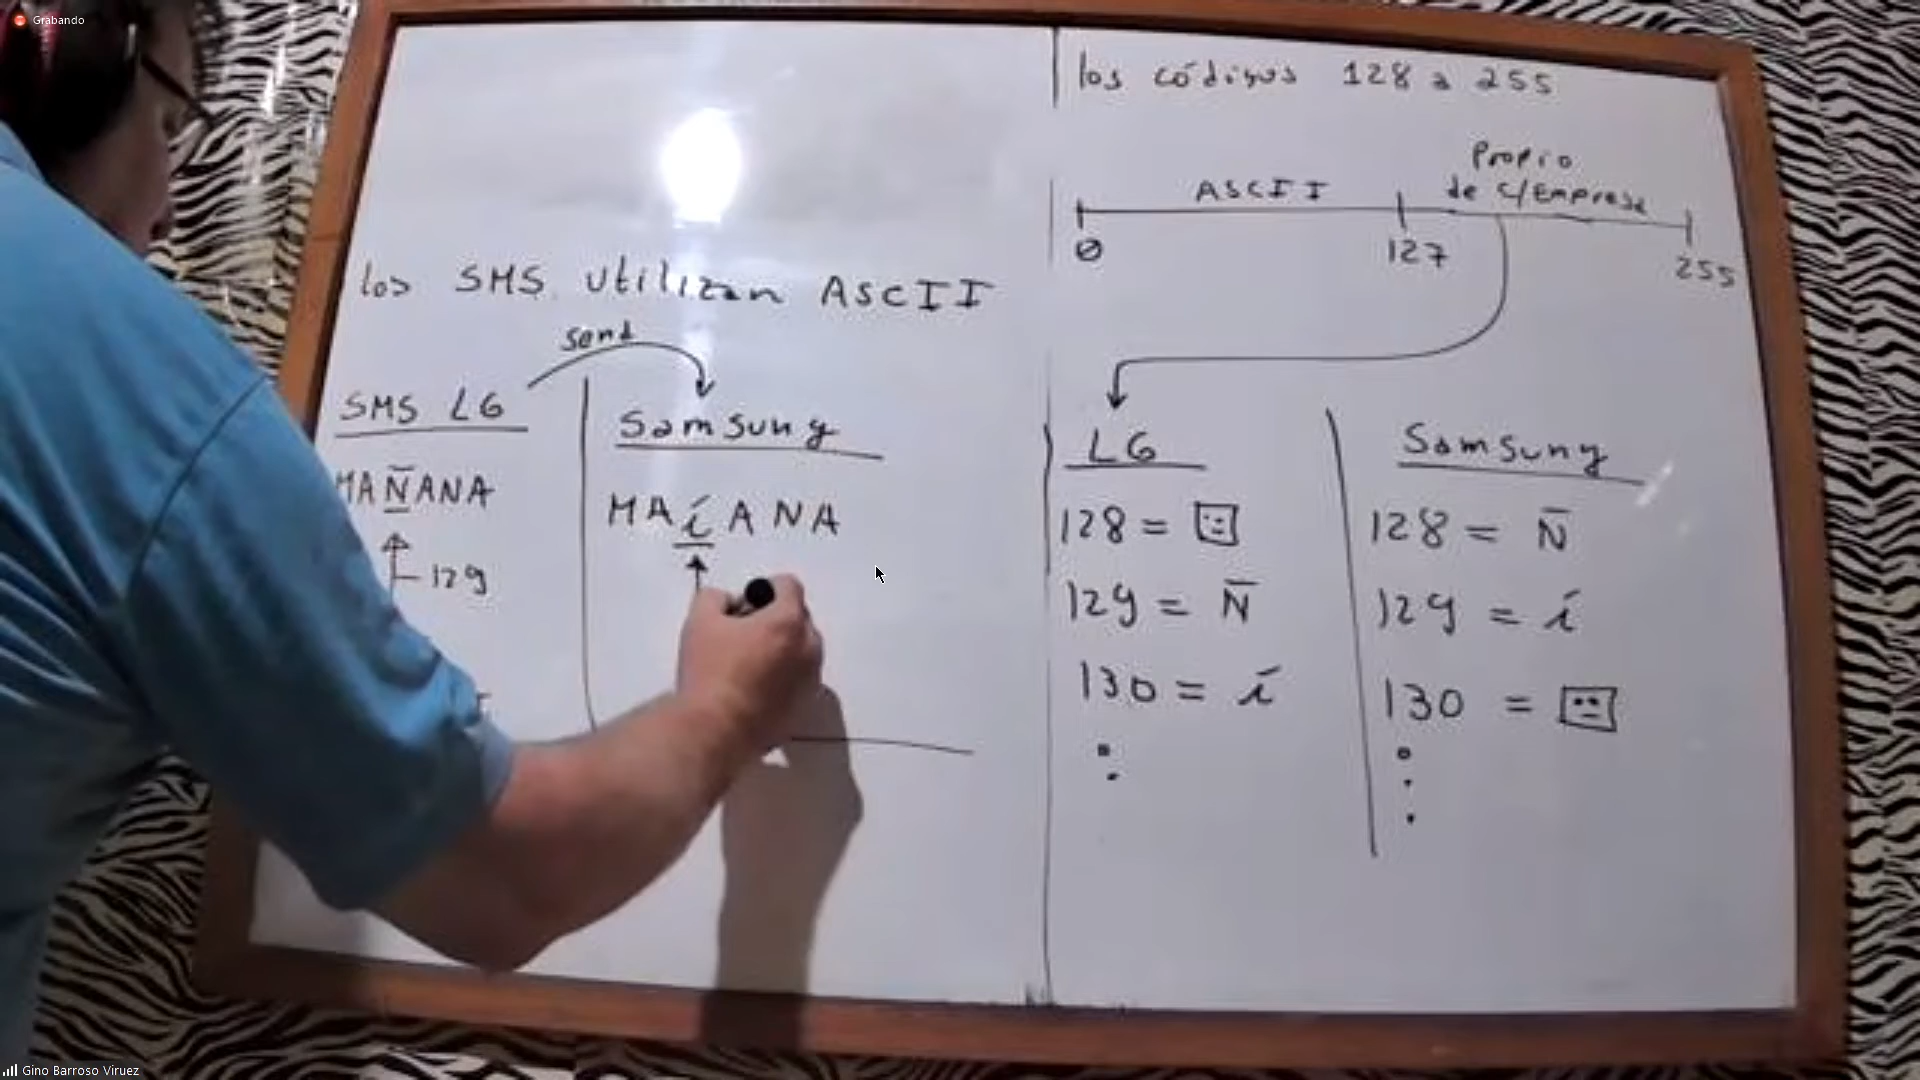 Grabando
los SMS utilizan ASCII
send
SMS LG
MAÑANA
129
Samsung
MAíANA
los códigos 128 a 255
Propio
de c/Empresa
ASCII
0
127
255
LG
128 =
129 = Ñ
130 = í
Samsung
128 = Ñ
129 = í
130 =
Gino Barroso Viruez